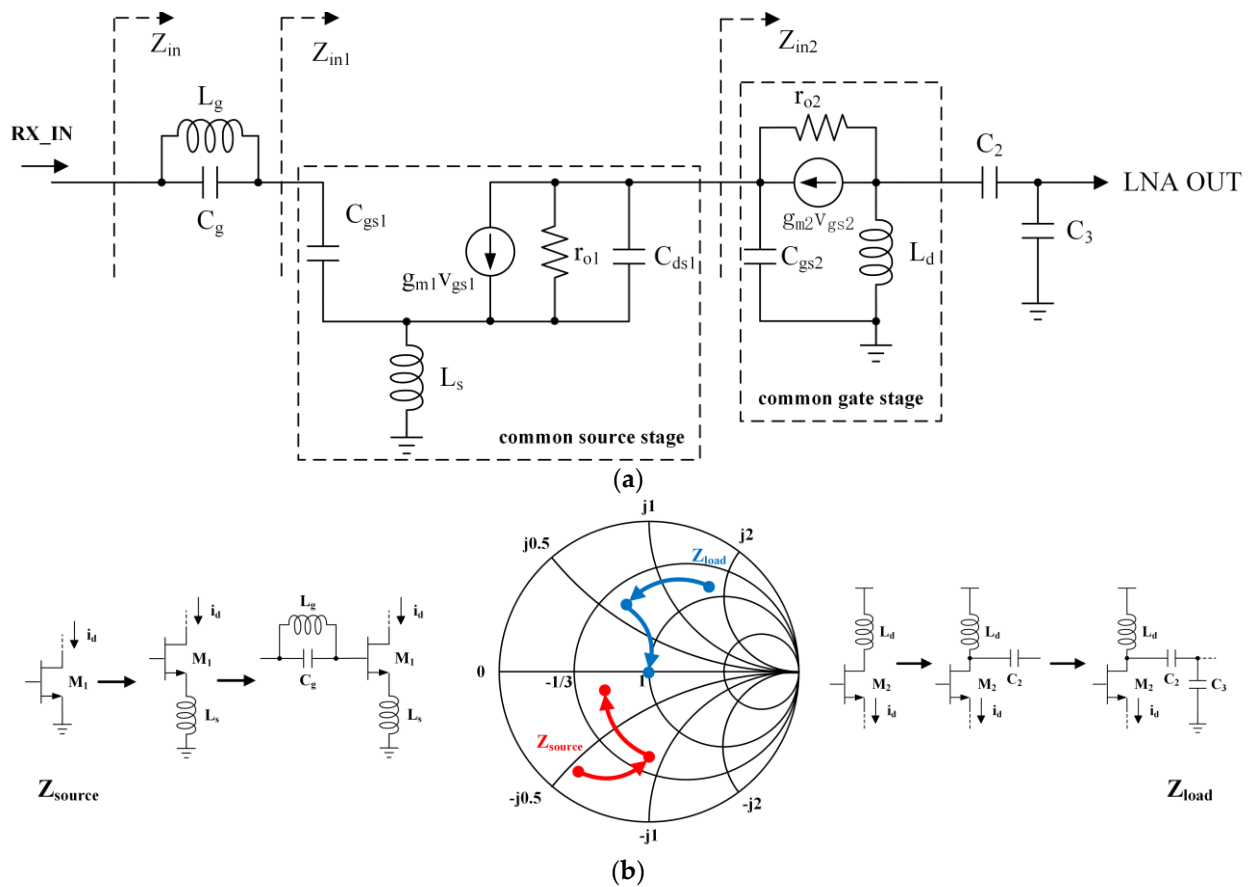 Z_in
Z_in1
Z_in2
L_g
r_o2
RX_IN
C_2
LNA OUT
C_g
C_gs1
g_m2v_gs2
C_3
g_m1v_gs1
r_o1
C_ds1
C_gs2
L_d
L_s
common gate stage
common source stage
(a)
j1
j0.5
j2
Z_load
L_g
i_d
i_d
i_d
L_d
L_d
L_d
M_1
M_1
M_1
C_g
0
-1/3
1
M_2
M_2
M_2
C_2
C_2
C_3
L_s
L_s
i_d
i_d
i_d
Z_source
Z_source
-j0.5
-j2
Z_load
-j1
(b)